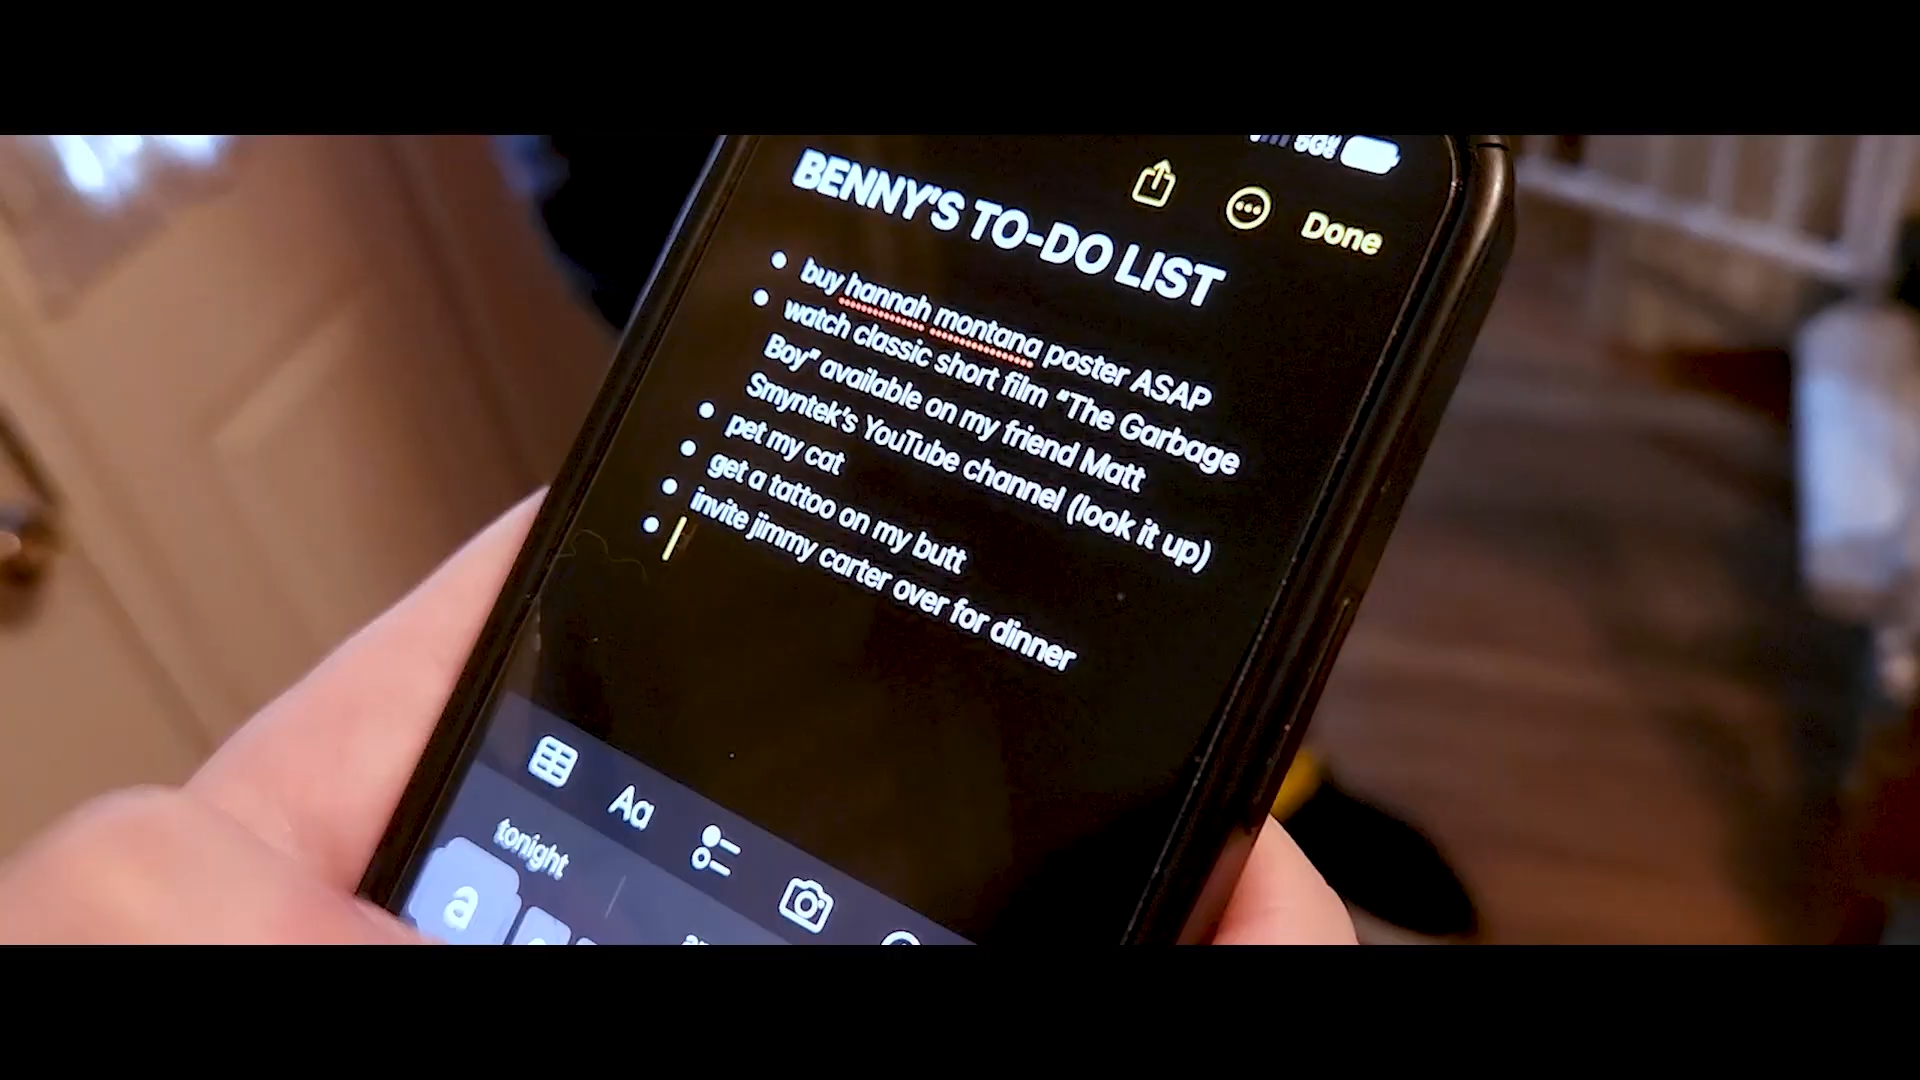 5G
Done
BENNY'S TO-DO LIST
• buy hannah montana poster ASAP
• watch classic short film "The Garbage
Boy" available on my friend Matt
Smyntek's YouTube channel (look it up)
• pet my cat
• get a tattoo on my butt
• invite jimmy carter over for dinner
•
Aa
tonight
a